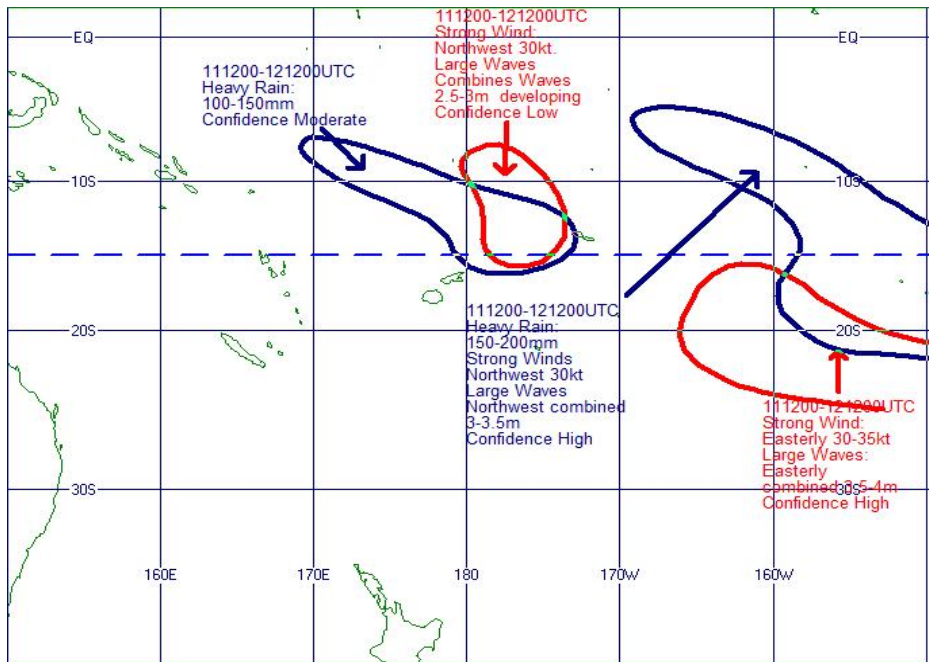 111200-121200UTC
Strong Wind:
Northwest 30kt.
Large Waves
Combines Waves
2.5-3m developing
Confidence Low
EQ
EQ
111200-121200UTC
Heavy Rain:
100-150mm
Confidence Moderate
10S
10S
111200-121200UTC
Heavy Rain:
150-200mm
Strong Winds
Northwest 30kt
Large Waves
Northwest combined
3-3.5m
Confidence High
20S
20S
111200-121200UTC
Strong Wind:
Easterly 30-35kt
Large Waves:
Easterly
combined 3.5-4m
Confidence High
30S
30S
160E
170E
180
170W
160W